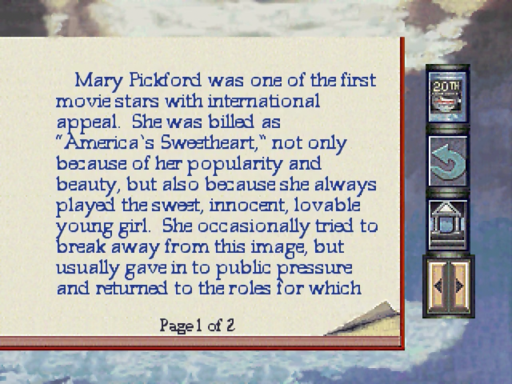 Mary Pickford was one of the first
movie stars with international
appeal. She was billed as
"America`s Sweetheart," not only
because of her popularity and
beauty, but also because she always
played the sweet, innocent, lovable
young girl. She occasionally tried to
break away from this image, but
usually gave in to public pressure
and returned to the roles for which
Page 1 of 2
20TH